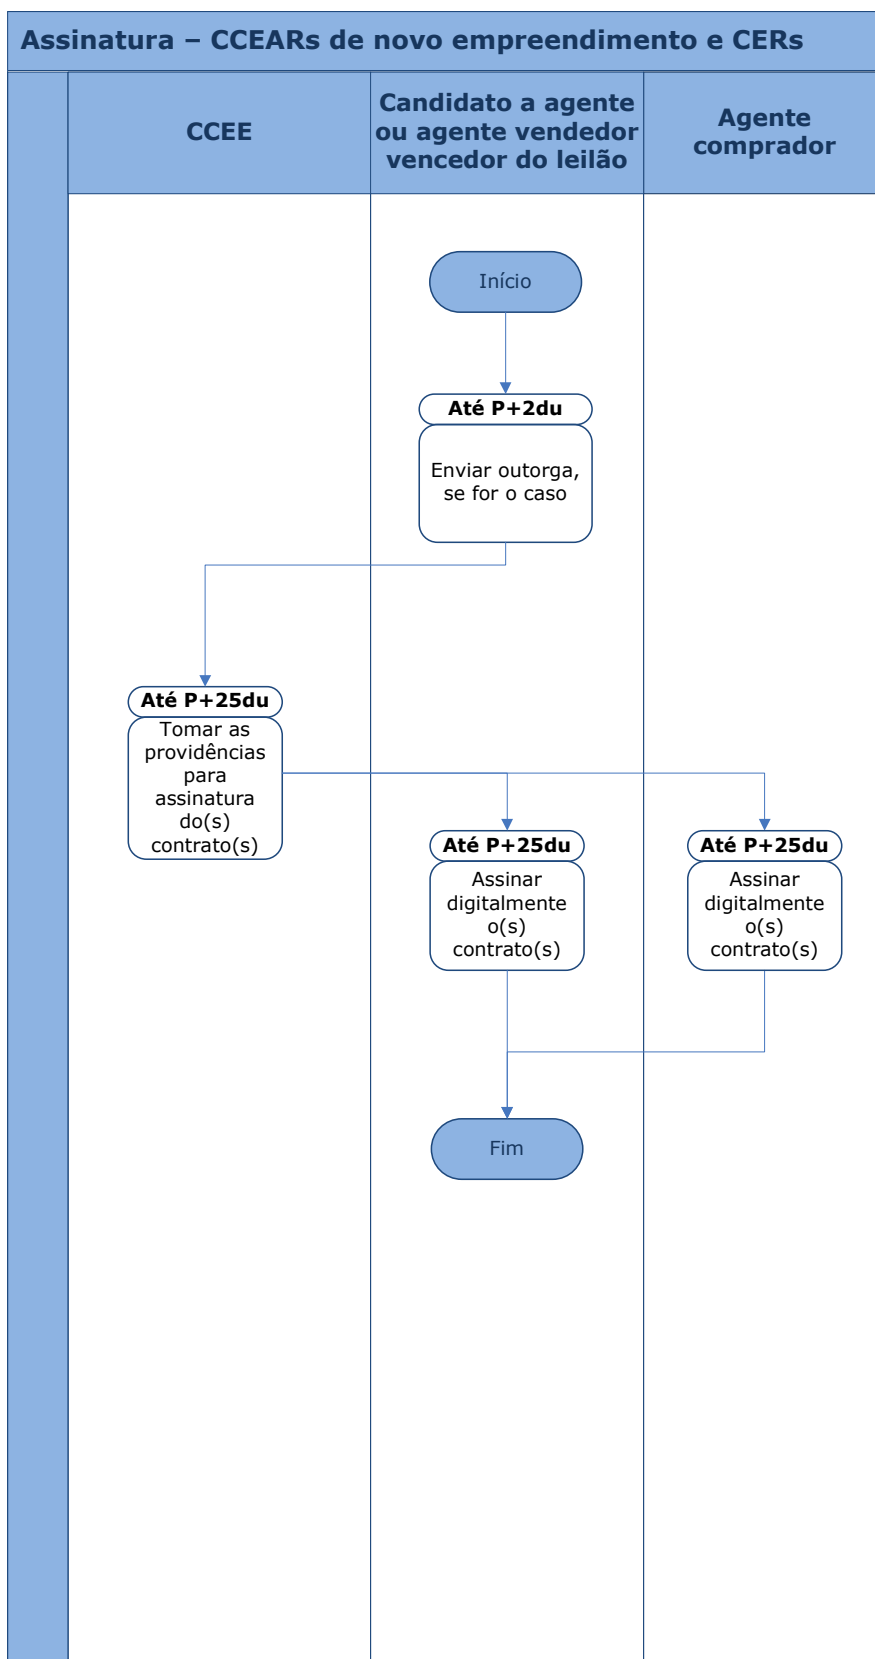 Assinatura – CCEARs de novo empreendimento e CERs
CCEE
Candidato a agente
ou agente vendedor
vencedor do leilão
Agente
comprador
Início
Até P+2du
Enviar outorga,
se for o caso
Até P+25du
Tomar as
providências
para
assinatura
do(s)
contrato(s)
Até P+25du
Assinar
digitalmente
o(s)
contrato(s)
Até P+25du
Assinar
digitalmente
o(s)
contrato(s)
Fim